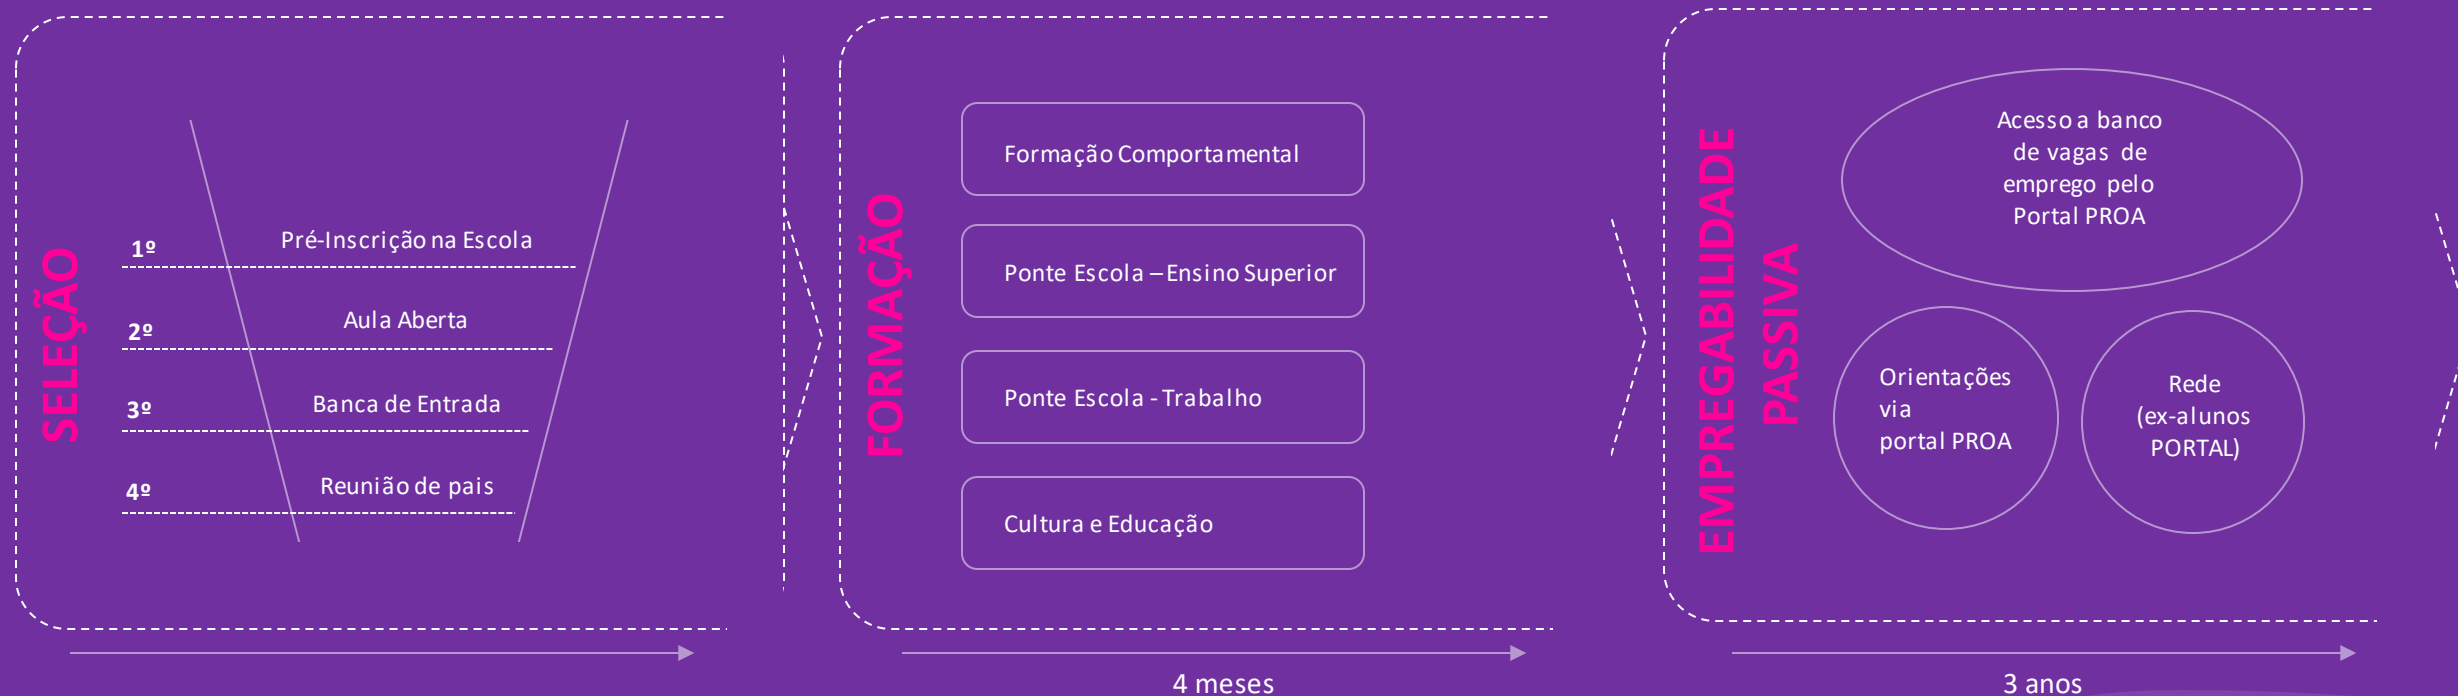 SELEÇÃO
1º
Pré-Inscrição na Escola
2º
Aula Aberta
3º
Banca de Entrada
4º
Reunião de pais
FORMAÇÃO
Formação Comportamental
Ponte Escola – Ensino Superior
Ponte Escola - Trabalho
Cultura e Educação
4 meses
EMPREGABILIDADE
PASSIVA
Acesso a banco
de vagas de
emprego pelo
Portal PROA
Orientações
via
portal PROA
Rede
(ex-alunos
PORTAL)
3 anos